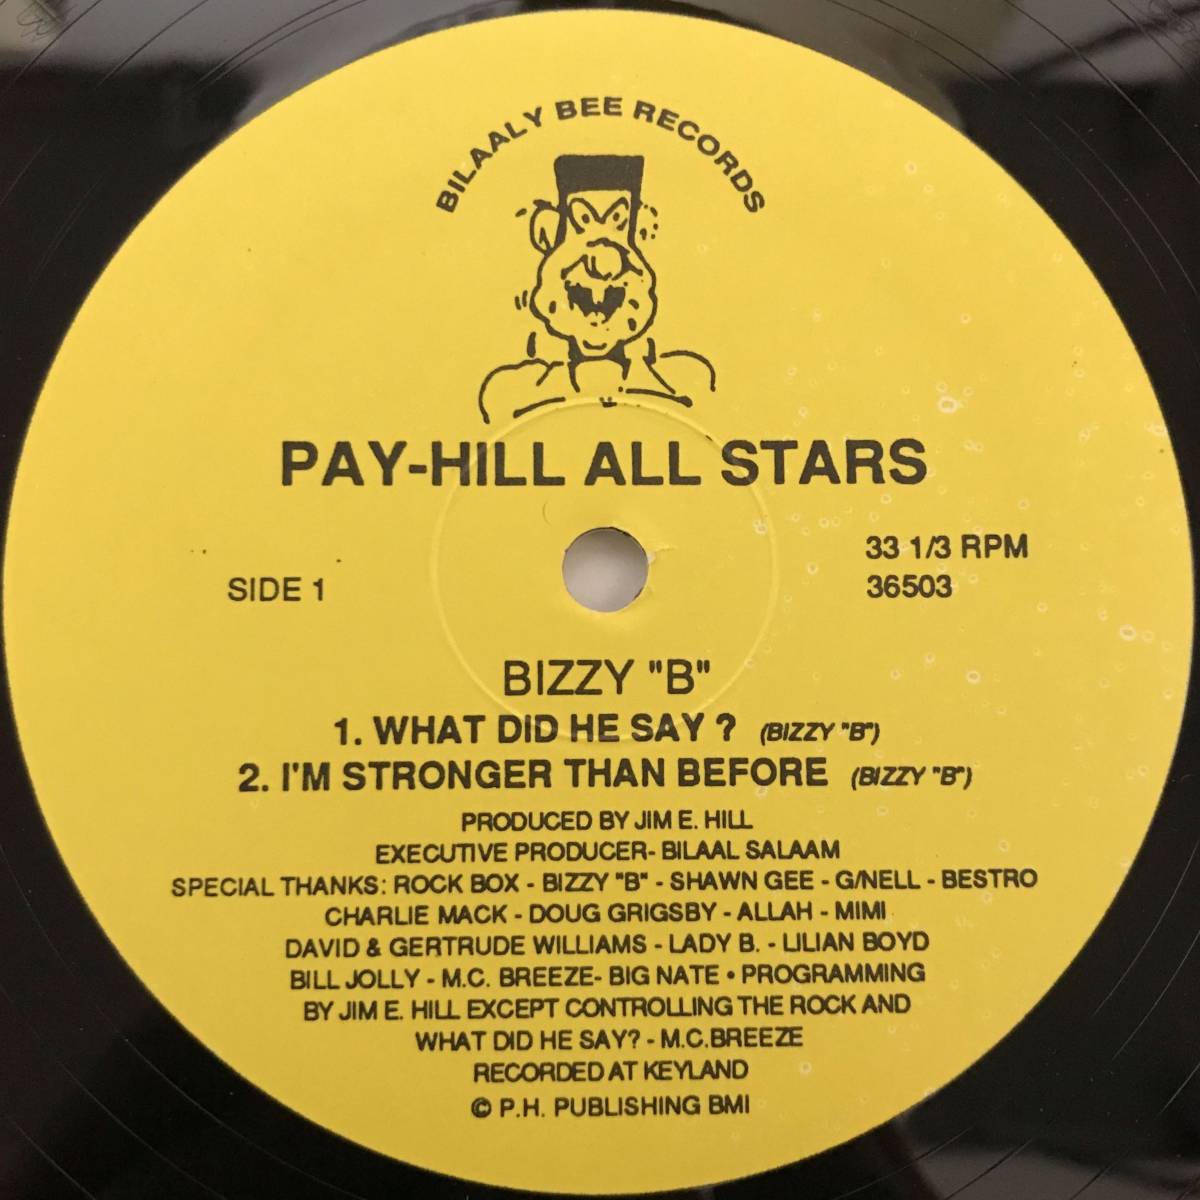 BILAALY BEE RECORDS
PAY-HILL ALL STARS
33 1/3 RPM
SIDE 1
36503
BIZZY "B"
1. WHAT DID HE SAY ? (BIZZY "B")
2. I'M STRONGER THAN BEFORE (BIZZY "B")
PRODUCED BY JIM E. HILL
EXECUTIVE PRODUCER- BILAAL SALAAM
SPECIAL THANKS: ROCK BOX - BIZZY "B" - SHAWN GEE - G/NELL - BESTRO
CHARLIE MACK - DOUG GRIGSBY - ALLAH - MIMI
DAVID & GERTRUDE WILLIAMS - LADY B. - LILIAN BOYD
BILL JOLLY - M.C. BREEZE- BIG NATE • PROGRAMMING
BY JIM E. HILL EXCEPT CONTROLLING THE ROCK AND
WHAT DID HE SAY? - M.C.BREEZE
RECORDED AT KEYLAND
© P.H. PUBLISHING BMI